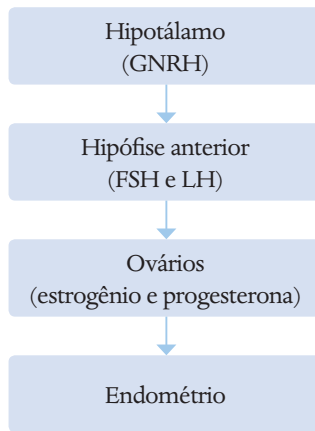 Hipotálamo
(GNRH)
Hipófise anterior
(FSH e LH)
Ovários
(estrogênio e progesterona)
Endométrio